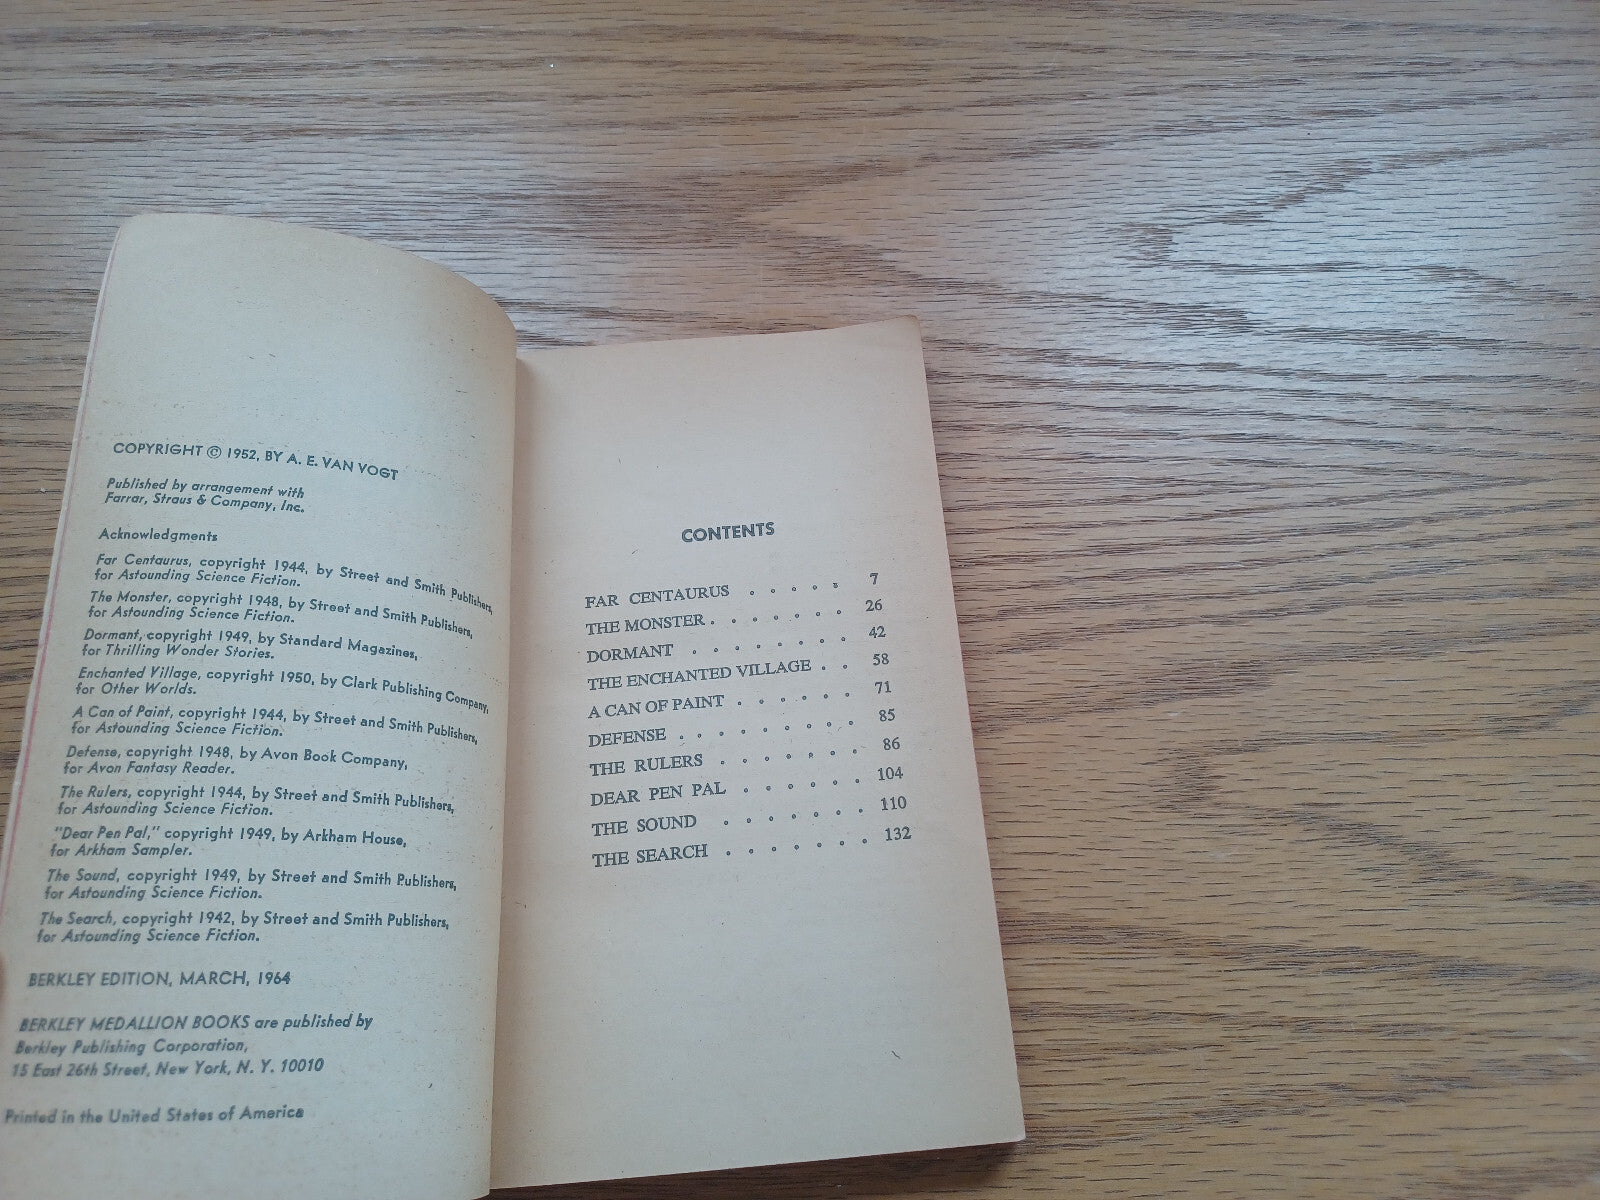 COPYRIGHT © 1952, BY A. E. VAN VOGT
Published by arrangement with
Farrar, Straus & Company, Inc.
Acknowledgments
Far Centaurus, copyright 1944, by Street and Smith Publishers,
for Astounding Science Fiction.
The Monster, copyright 1948, by Street and Smith Publishers,
for Astounding Science Fiction.
Dormant, copyright 1949, by Standard Magazines,
for Thrilling Wonder Stories.
Enchanted Village, copyright 1950, by Clark Publishing Company,
for Other Worlds.
A Can of Paint, copyright 1944, by Street and Smith Publishers,
for Astounding Science Fiction.
Defense, copyright 1948, by Avon Book Company,
for Avon Fantasy Reader.
The Rulers, copyright 1944, by Street and Smith Publishers,
for Astounding Science Fiction.
"Dear Pen Pal," copyright 1949, by Arkham House,
for Arkham Sampler.
The Sound, copyright 1949, by Street and Smith Publishers,
for Astounding Science Fiction.
The Search, copyright 1942, by Street and Smith Publishers,
for Astounding Science Fiction.
BERKLEY EDITION, MARCH, 1964
BERKLEY MEDALLION BOOKS are published by
Berkley Publishing Corporation,
15 East 26th Street, New York, N. Y. 10010
Printed in the United States of America
CONTENTS
FAR CENTAURUS . . . . . 7
THE MONSTER . . . . . . . 26
DORMANT . . . . . . . 42
THE ENCHANTED VILLAGE . . 58
A CAN OF PAINT . . . . . . 71
DEFENSE . . . . . . . . 85
THE RULERS . . . . . . . 86
DEAR PEN PAL . . . . . . 104
THE SOUND . . . . . . . 110
THE SEARCH . . . . . . . 132